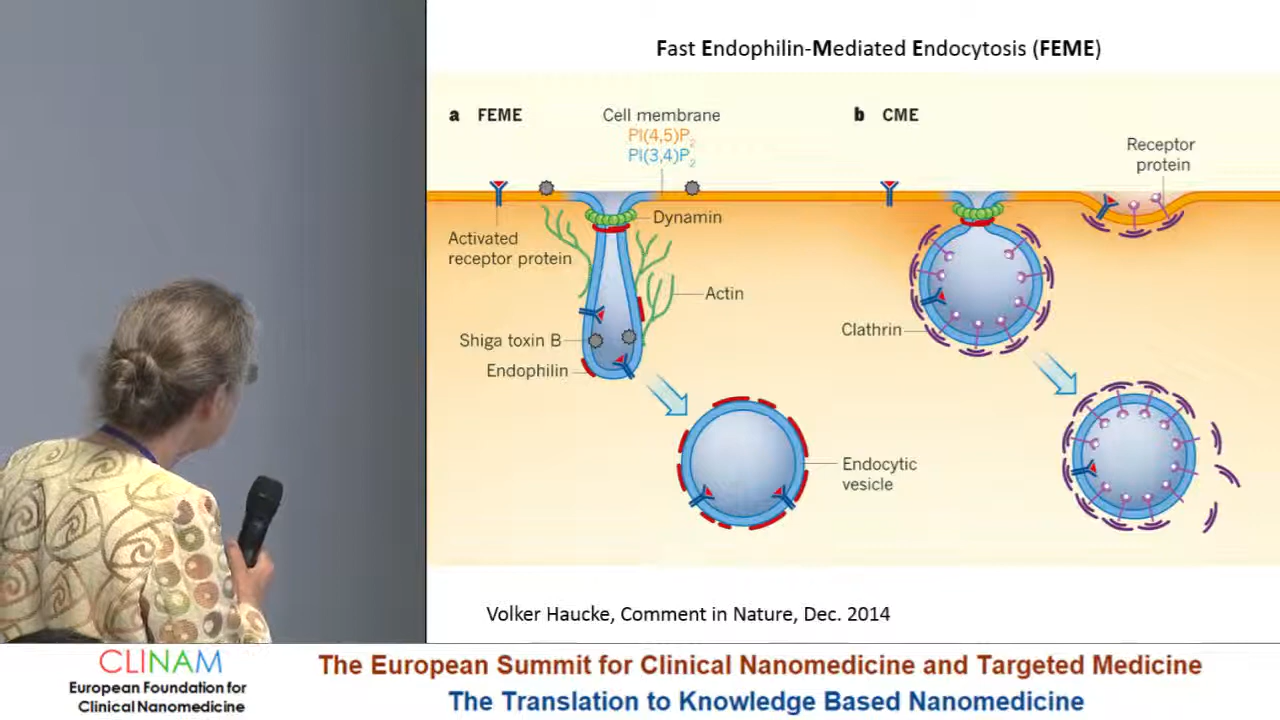 Fast Endophilin-Mediated Endocytosis (FEME)
a FEME
Cell membrane
PI(4,5)P2
PI(3,4)P2
b CME
Receptor
protein
Dynamin
Activated
receptor protein
Actin
Shiga toxin B
Endophilin
Clathrin
Endocytic
vesicle
Volker Haucke, Comment in Nature, Dec. 2014
CLINAM
European Foundation for
Clinical Nanomedicine
The European Summit for Clinical Nanomedicine and Targeted Medicine
The Translation to Knowledge Based Nanomedicine